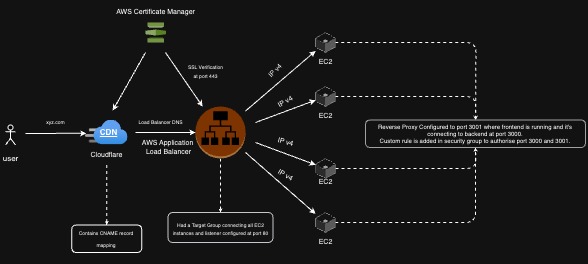 AWS Certificate Manager
SSL Verification
at port 443
xyz.com
user
CDN
Cloudflare
Load Balancer DNS
AWS Application
Load Balancer
IP v4
EC2
IP v4
EC2
IP v4
EC2
IP v4
EC2
Reverse Proxy Configured to port 3001 where frontend is running and it's
connecting to backend at port 3000.
Custom rule is added in security group to authorise port 3000 and 3001.
Contains CNAME record
mapping
Had a Target Group connecting all EC2
instances and listener configured at port 80